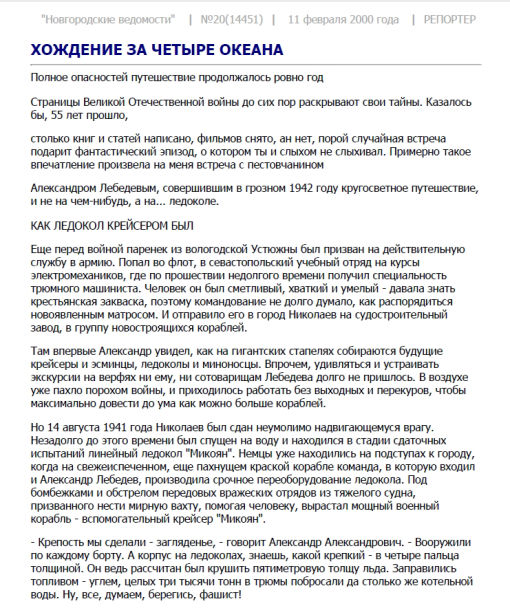 "Новгородские ведомости" | №20(14451) | 11 февраля 2000 года | РЕПОРТЕР
ХОЖДЕНИЕ ЗА ЧЕТЫРЕ ОКЕАНА
Полное опасностей путешествие продолжалось ровно год
Страницы Великой Отечественной войны до сих пор раскрывают свои тайны. Казалось
бы, 55 лет прошло,
столько книг и статей написано, фильмов снято, ан нет, порой случайная встреча
подарит фантастический эпизод, о котором ты и слыхом не слыхивал. Примерно такое
впечатление произвела на меня встреча с пестовчанином
Александром Лебедевым, совершившим в грозном 1942 году кругосветное путешествие,
и не на чем-нибудь, а на... ледоколе.
КАК ЛЕДОКОЛ КРЕЙСЕРОМ БЫЛ
Еще перед войной паренек из вологодской Устюжны был призван на действительную
службу в армию. Попал во флот, в севастопольский учебный отряд на курсы
электромехаников, где по прошествии недолгого времени получил специальность
трюмного машиниста. Человек он был сметливый, хваткий и умелый - давала знать
крестьянская закваска, поэтому командование не долго думало, как распорядиться
новоявленным матросом. И отправило его в город Николаев на судостроительный
завод, в группу новостроящихся кораблей.
Там впервые Александр увидел, как на гигантских стапелях собираются будущие
крейсеры и эсминцы, ледоколы и миноносцы. Впрочем, удивляться и устраивать
экскурсии на верфях ни ему, ни сотоварищам Лебедева долго не пришлось. В воздухе
уже пахло порохом войны, и приходилось работать без выходных и перекуров, чтобы
максимально довести до ума как можно больше кораблей.
Но 14 августа 1941 года Николаев был сдан неумолимо надвигающемуся врагу.
Незадолго до этого времени был спущен на воду и находился в стадии сдаточных
испытаний линейный ледокол "Микоян". Немцы уже находились на подступах к городу,
когда на свежеиспеченном, еще пахнущем краской корабле команда, в которую входил
и Александр Лебедев, производила срочное переоборудование ледокола. Под
бомбежками и обстрелом передовых вражеских отрядов из тяжелого судна,
призванного нести мирную вахту, помогая человеку, вырастал мощный военный
корабль - вспомогательный крейсер "Микоян".
- Крепость мы сделали - загляденье, - говорит Александр Александрович. - Вооружили
по каждому борту. А корпус на ледоколах, знаешь, какой крепкий - в четыре пальца
толщиной. Он ведь рассчитан был крушить пятиметровую толщу льда. Заправились
топливом - углем, целых три тысячи тонн в трюмы побросали да столько же котельной
воды. Ну, все, думаем, берегись, фашист!